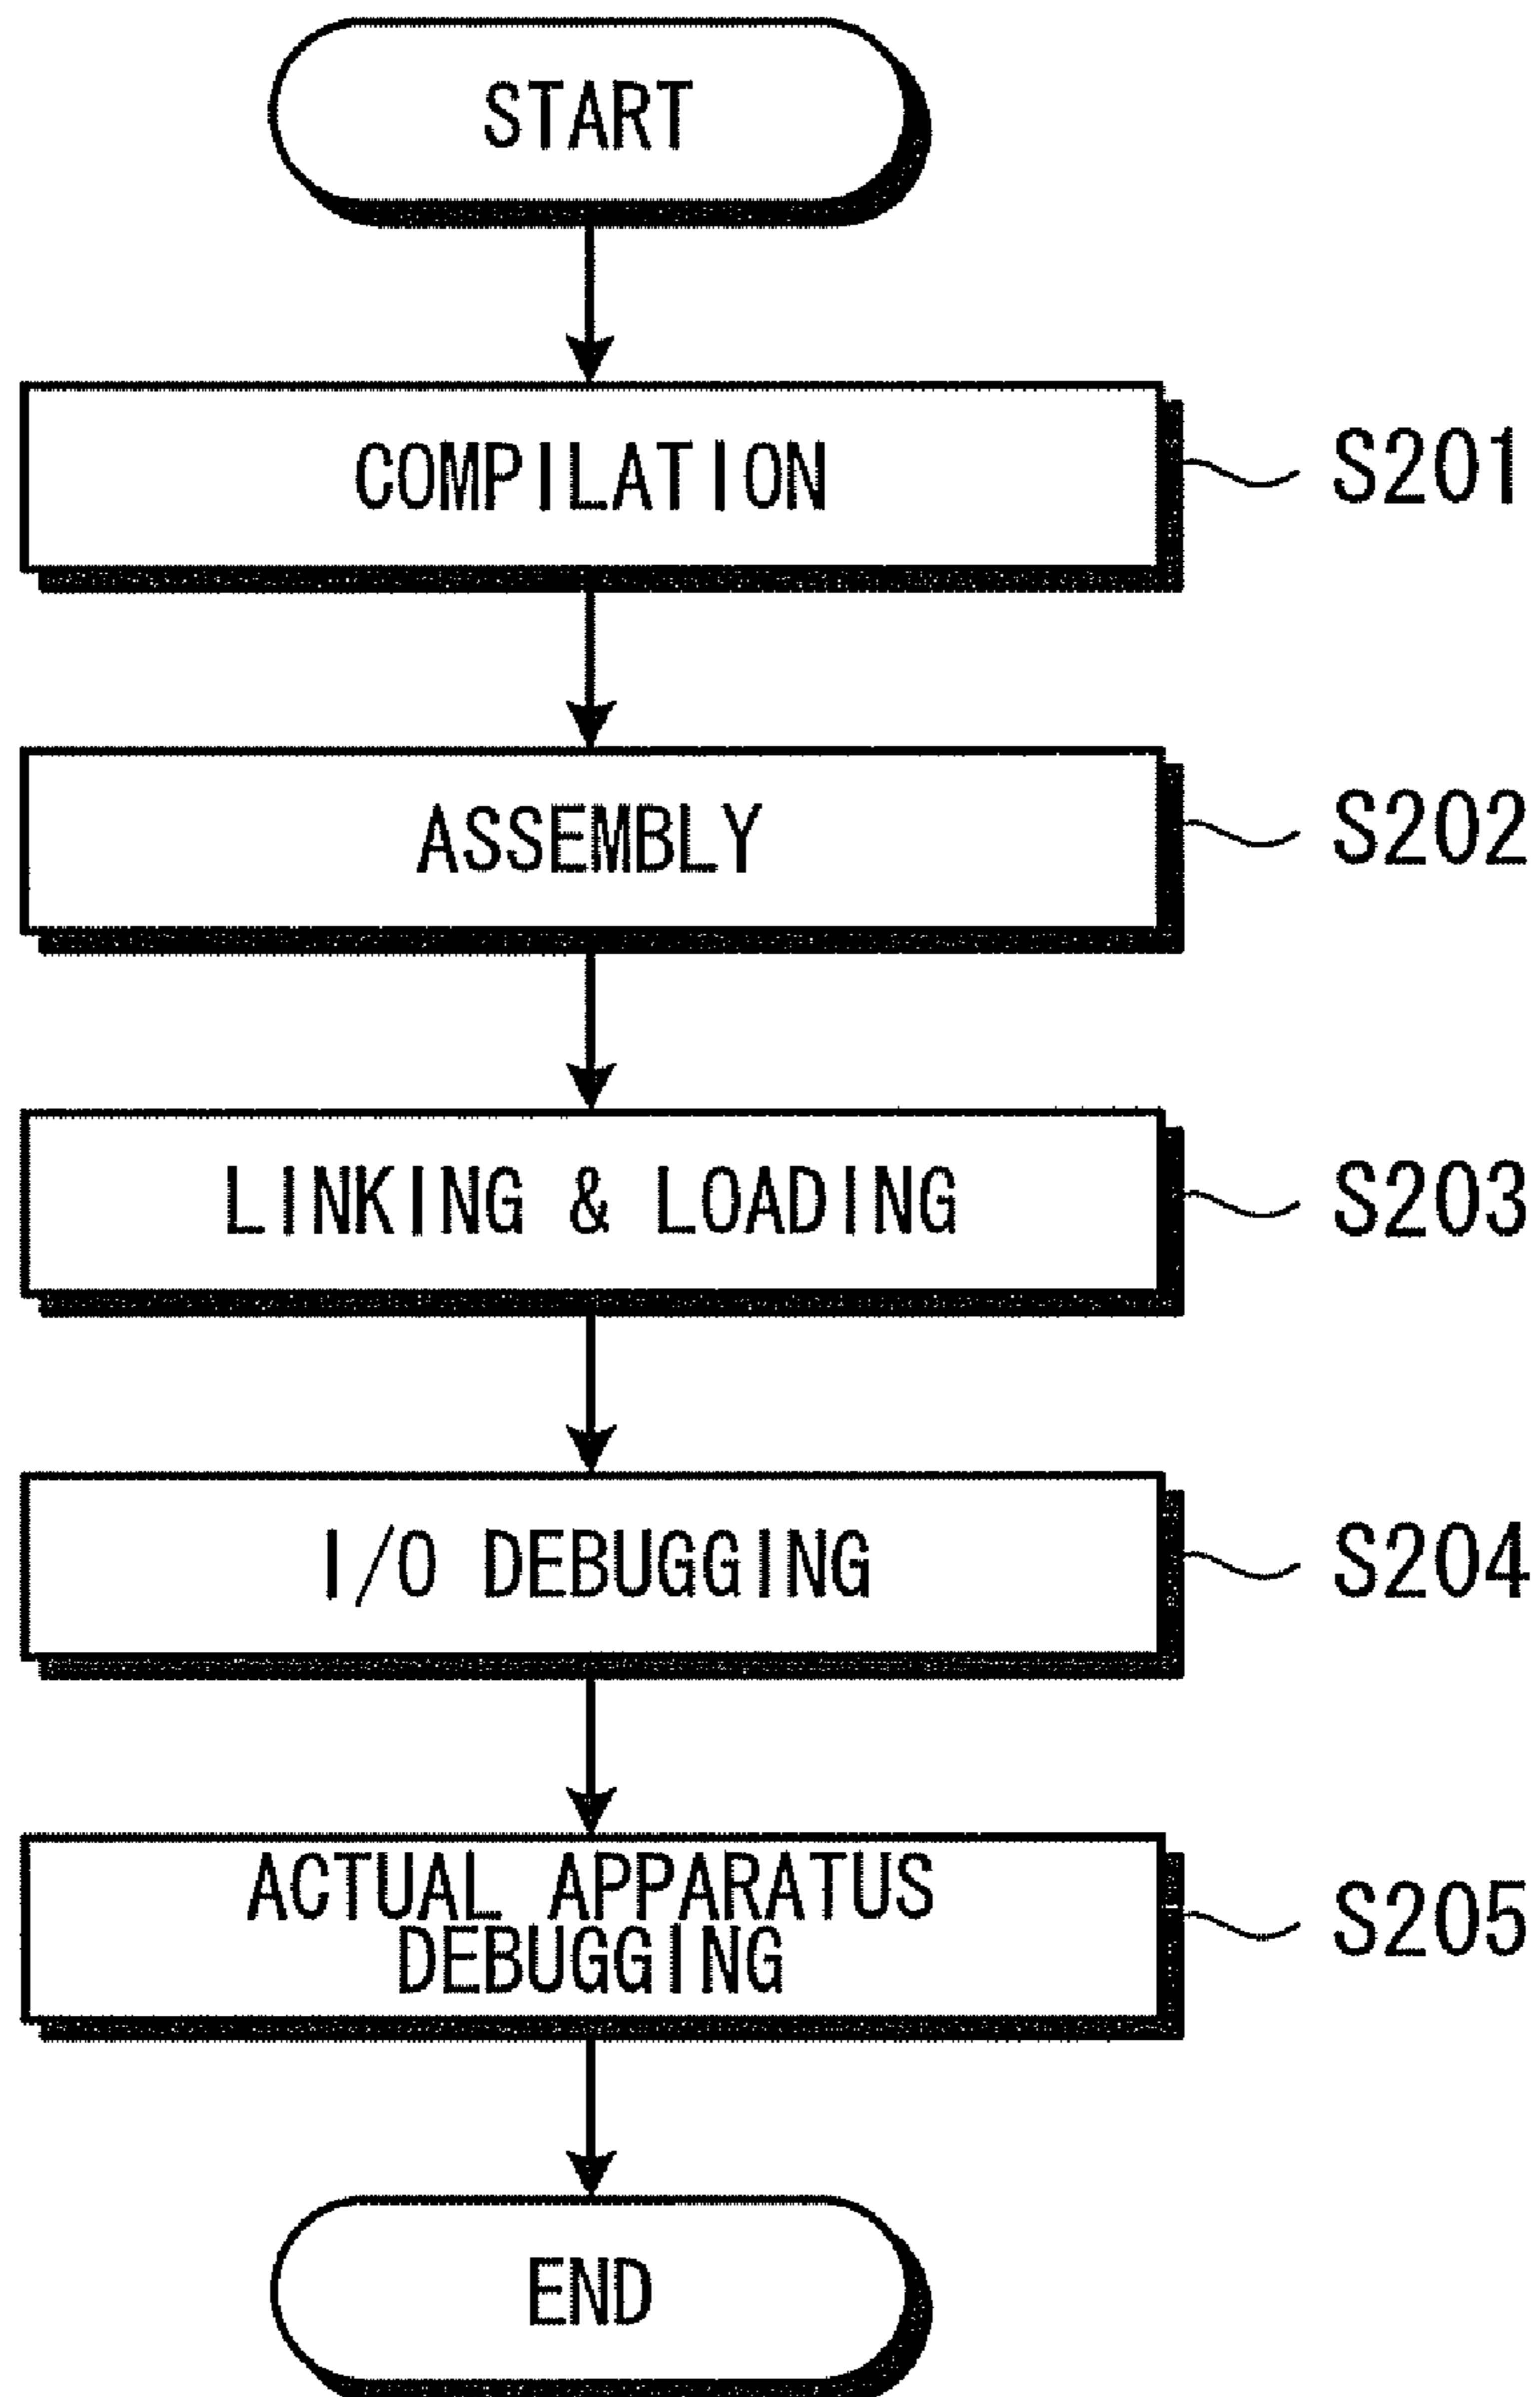 START
COMPILATION
S201
ASSEMBLY
S202
LINKING & LOADING
S203
I/O DEBUGGING
S204
ACTUAL APPARATUS
DEBUGGING
S205
END